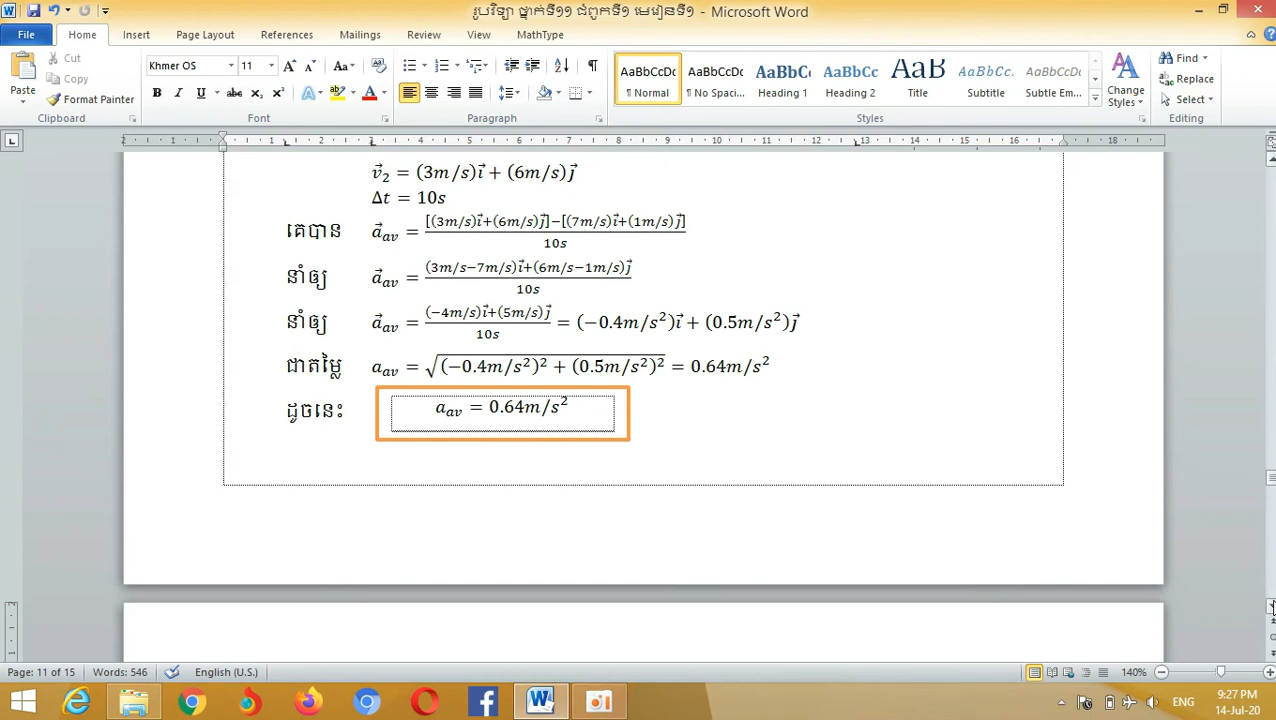 រូបវិទ្យា ថ្នាក់ទី១១ ជំពូកទី១ មេរៀនទី១ - Microsoft Word
File Home Insert Page Layout References Mailings Review View MathType
Paste Cut Copy Format Painter Clipboard
Khmer OS 11 Font
Paragraph
AaBbCcDc ¶ Normal AaBbCcDc ¶ No Spaci... AaBbCc Heading 1 AaBbCc Heading 2 AaB Title AaBbCc. Subtitle AaBbCcDc Subtle Em... Change Styles Styles
Find Replace Select Editing
v⃗₂ = (3m/s)i⃗ + (6m/s)j⃗
Δt = 10s
គេបាន a⃗av = [(3m/s)i⃗+(6m/s)j⃗]−[(7m/s)i⃗+(1m/s)j⃗] / 10s
នាំឲ្យ a⃗av = (3m/s−7m/s)i⃗+(6m/s−1m/s)j⃗ / 10s
នាំឲ្យ a⃗av = (−4m/s)i⃗+(5m/s)j⃗ / 10s = (−0.4m/s²)i⃗ + (0.5m/s²)j⃗
ជាតម្លៃ aav = √(−0.4m/s²)² + (0.5m/s²)² = 0.64m/s²
ដូចនេះ aav = 0.64m/s²
Page: 11 of 15 Words: 546 English (U.S.) 140%
ENG 9:27 PM
14-Jul-20